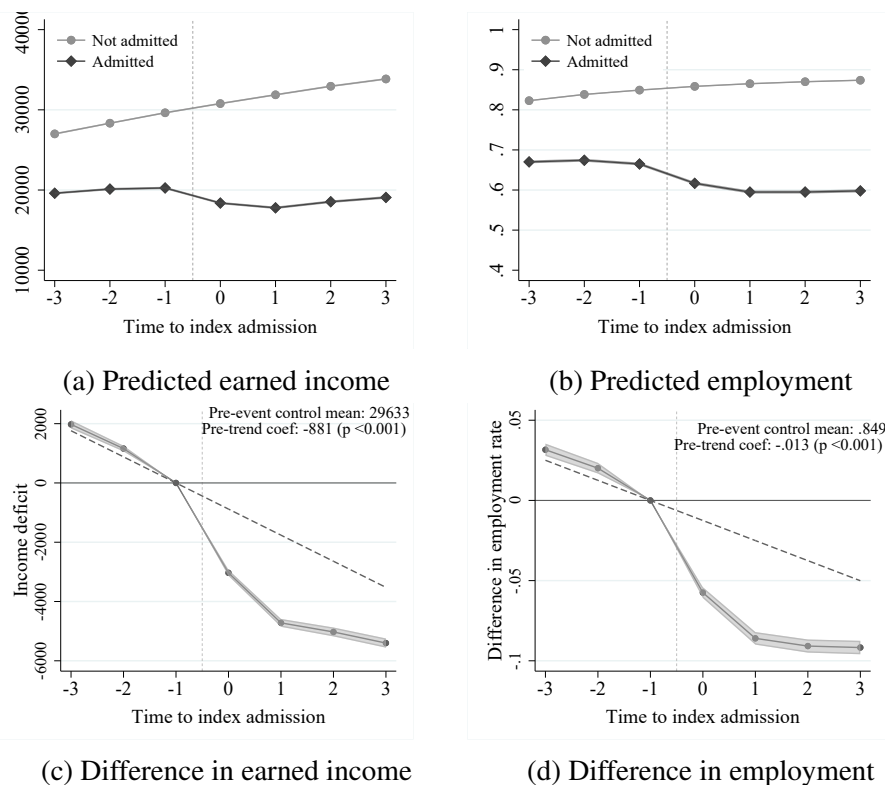 40000
30000
20000
10000
Not admitted
Admitted
-3 -2 -1 0 1 2 3
Time to index admission
(a) Predicted earned income
1
.9
.8
.7
.6
.5
.4
Not admitted
Admitted
-3 -2 -1 0 1 2 3
Time to index admission
(b) Predicted employment
Pre-event control mean: 29633
Pre-trend coef: -881 (p <0.001)
Income deficit
2000
0
-2000
-4000
-6000
-3 -2 -1 0 1 2 3
Time to index admission
(c) Difference in earned income
Pre-event control mean: .849
Pre-trend coef: -.013 (p <0.001)
Difference in employment rate
.05
0
-.05
-.1
-3 -2 -1 0 1 2 3
Time to index admission
(d) Difference in employment